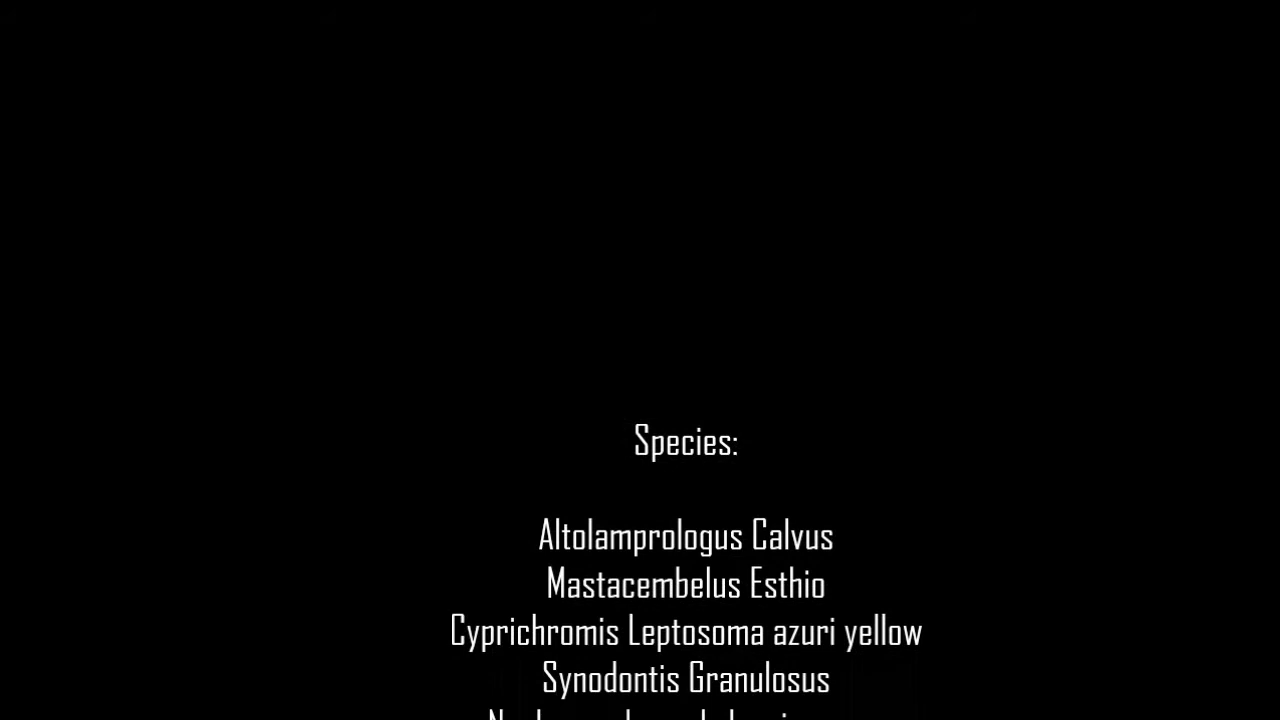 Species:
Altolamprologus Calvus
Mastacembelus Esthio
Cyprichromis Leptosoma azuri yellow
Synodontis Granulosus